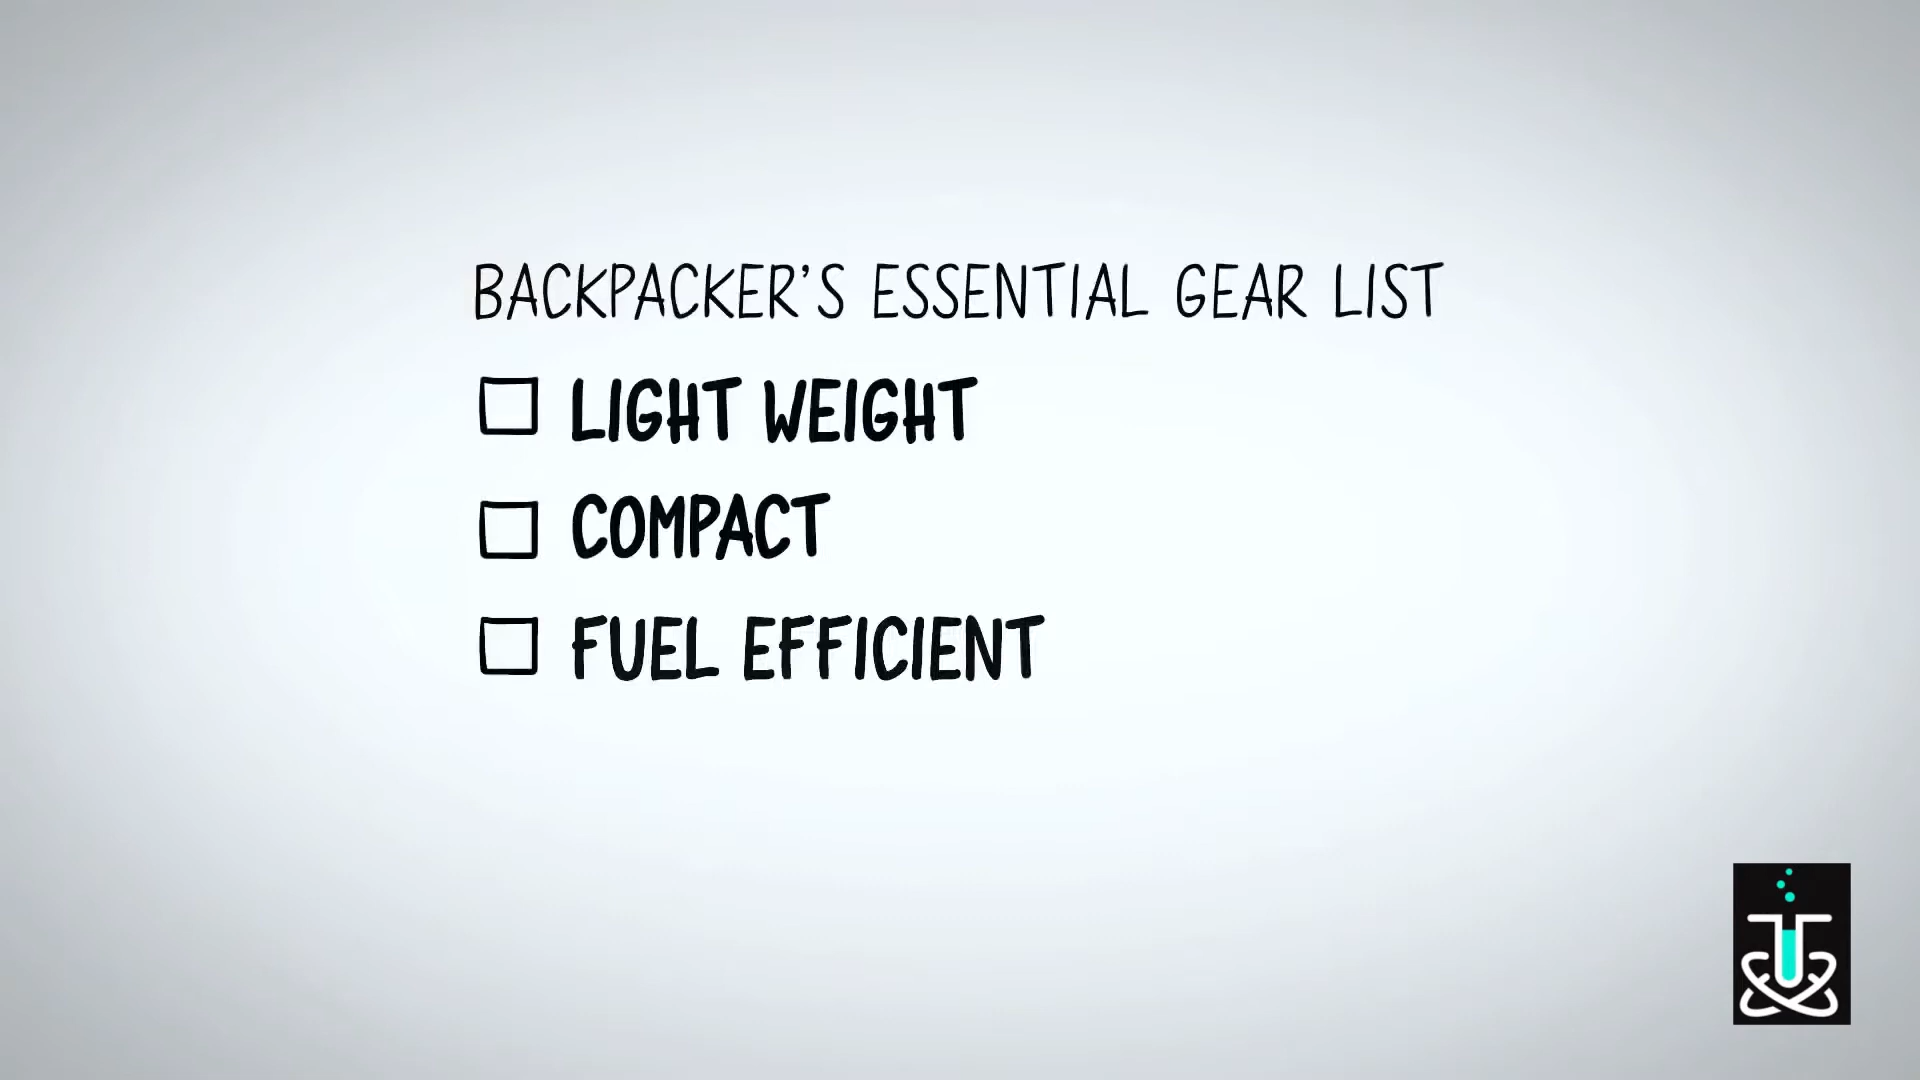 BACKPACKER'S ESSENTIAL GEAR LIST
LIGHT WEIGHT
COMPACT
FUEL EFFICIENT